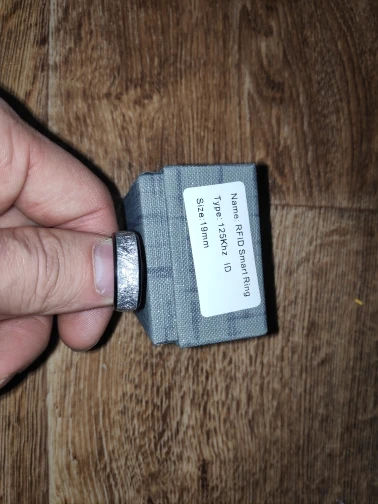 Name: RFID Smart Ring
Type: 125Khz ID
Size: 19mm